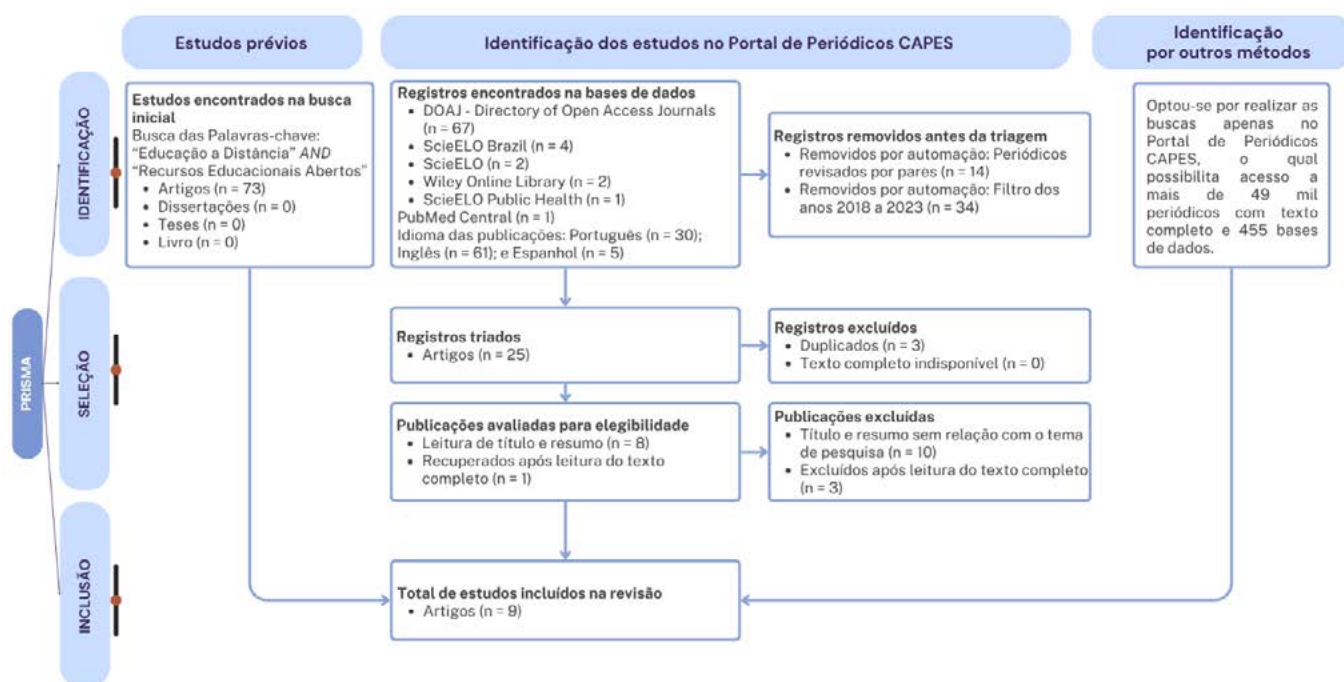 Estudos prévios
Identificação dos estudos no Portal de Periódicos CAPES
Identificação
por outros métodos
PRISMA
IDENTIFICAÇÃO
Estudos encontrados na busca
inicial
Busca das Palavras-chave:
“Educação a Distância” AND
“Recursos Educacionais Abertos”
• Artigos (n = 73)
• Dissertações (n = 0)
• Teses (n = 0)
• Livro (n = 0)
Registros encontrados na bases de dados
• DOAJ - Directory of Open Access Journals
(n = 67)
• ScieELO Brazil (n = 4)
• ScieELO (n = 2)
• Wiley Online Library (n = 2)
• ScieELO Public Health (n = 1)
PubMed Central (n = 1)
Idioma das publicações: Português (n = 30);
Inglês (n = 61); e Espanhol (n = 5)
Registros removidos antes da triagem
• Removidos por automação: Periódicos
revisados por pares (n = 14)
• Removidos por automação: Filtro dos
anos 2018 a 2023 (n = 34)
Optou-se por realizar as
buscas apenas no
Portal de Periódicos
CAPES, o qual
possibilita acesso a
mais de 49 mil
periódicos com texto
completo e 455 bases
de dados.
SELEÇÃO
Registros triados
• Artigos (n = 25)
Registros excluídos
• Duplicados (n = 3)
• Texto completo indisponível (n = 0)
Publicações avaliadas para elegibilidade
• Leitura de título e resumo (n = 8)
• Recuperados após leitura do texto
completo (n = 1)
Publicações excluídas
• Título e resumo sem relação com o tema
de pesquisa (n = 10)
• Excluídos após leitura do texto completo
(n = 3)
INCLUSÃO
Total de estudos incluídos na revisão
• Artigos (n = 9)